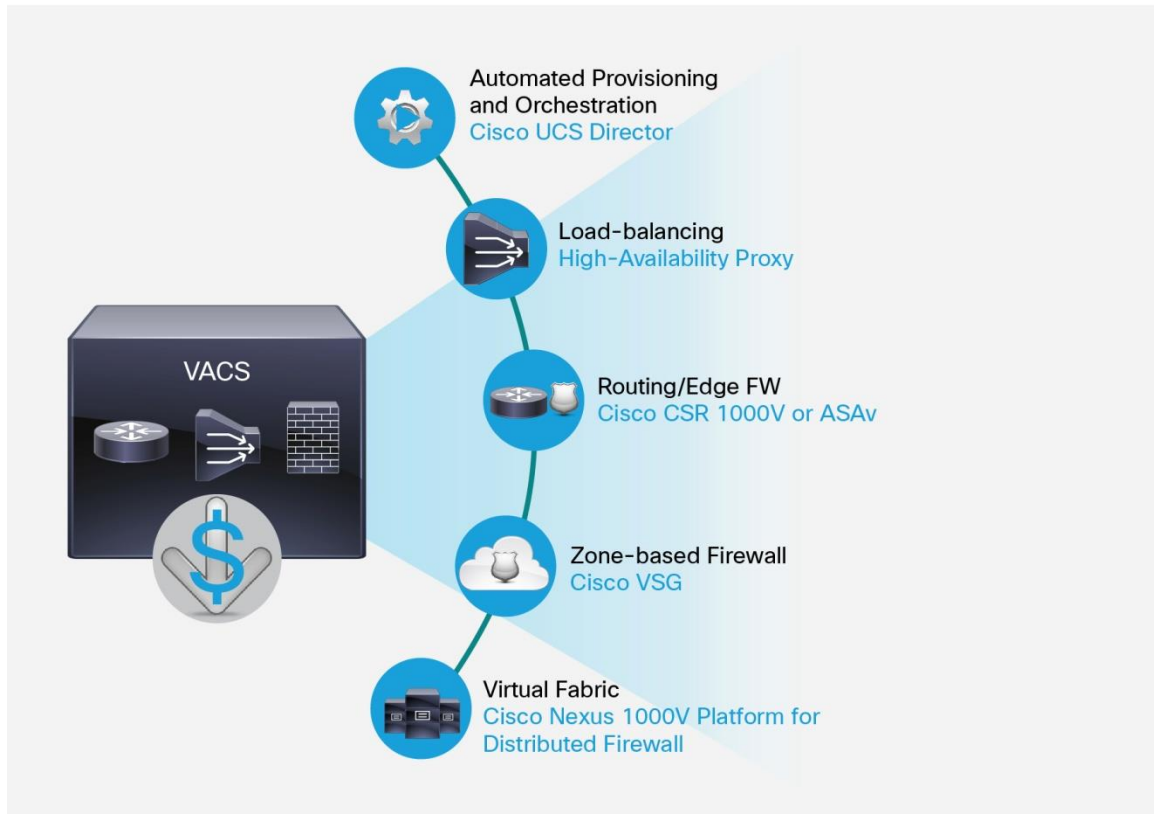 Automated Provisioning
and Orchestration
Cisco UCS Director
Load-balancing
High-Availability Proxy
VACS
Routing/Edge FW
Cisco CSR 1000V or ASAv
$
Zone-based Firewall
Cisco VSG
Virtual Fabric
Cisco Nexus 1000V Platform for
Distributed Firewall